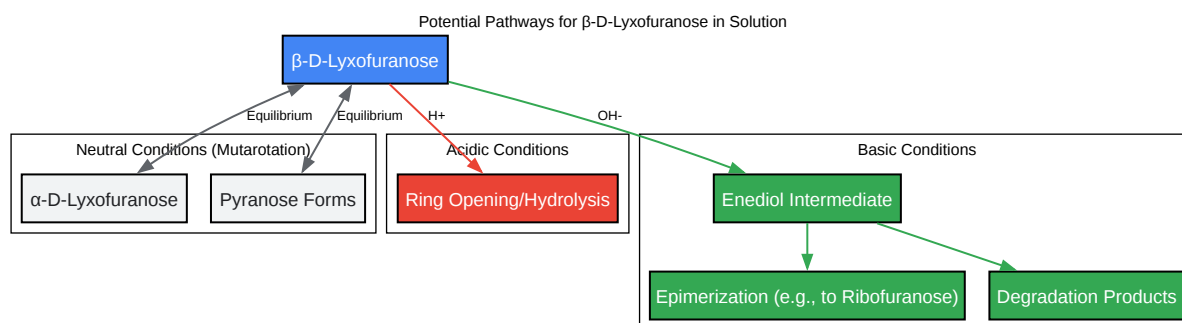 Potential Pathways for β-D-Lyxofuranose in Solution
β-D-Lyxofuranose
Equilibrium
Equilibrium
H+
OH-
Neutral Conditions (Mutarotation)
Acidic Conditions
Basic Conditions
α-D-Lyxofuranose
Pyranose Forms
Ring Opening/Hydrolysis
Enediol Intermediate
Epimerization (e.g., to Ribofuranose)
Degradation Products